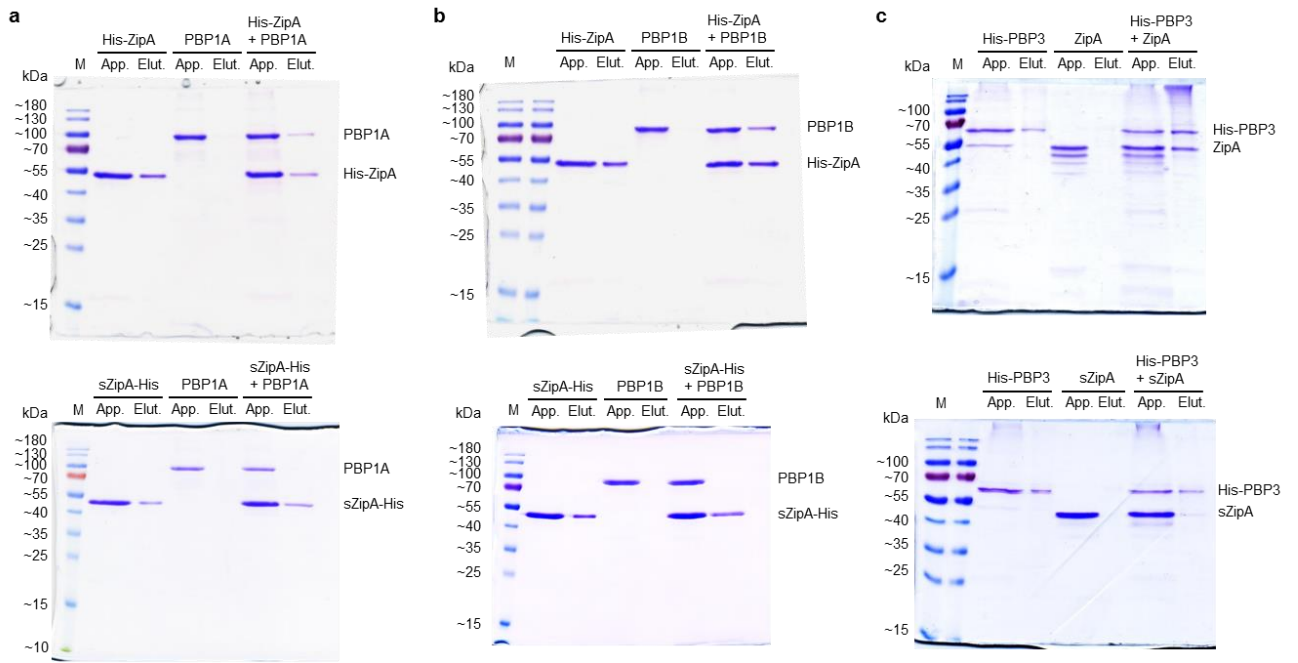 a
His-ZipA
His-ZipA PBP1A + PBP1A
M App. Elut. App. Elut. App. Elut.
kDa
~180
~130
~100 PBP1A
~70
~55 His-ZipA
~40
~35
~25
~15
sZipA-His
sZipA-His PBP1A + PBP1A
kDa M App. Elut. App. Elut. App. Elut.
~180
~130
~100 PBP1A
~70
~55 sZipA-His
~40
~35
~25
~15
~10
b
His-ZipA
His-ZipA PBP1B + PBP1B
kDa M App. Elut. App. Elut. App. Elut.
~180
~130
~100 PBP1B
~70
~55 His-ZipA
~40
~35
~25
~15
sZipA-His
sZipA-His PBP1B + PBP1B
kDa M App. Elut. App. Elut. App. Elut.
~180
~130
~100 PBP1B
~70
~55 sZipA-His
~40
~35
~25
~15
c
His-PBP3
His-PBP3 ZipA + ZipA
kDa M App. Elut. App. Elut. App. Elut.
~100
~70 His-PBP3
~55 ZipA
~40
~35
~25
~15
His-PBP3
His-PBP3 sZipA + sZipA
kDa M App. Elut. App. Elut. App. Elut.
~100
~70
~55 His-PBP3
~40 sZipA
~35
~25
~15